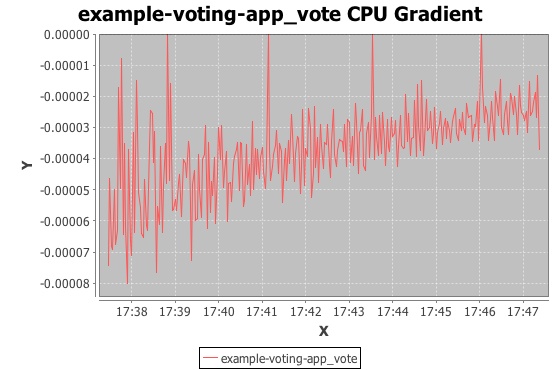 example-voting-app_vote CPU Gradient
0.00000
-0.00001
-0.00002
-0.00003
-0.00004
-0.00005
-0.00006
-0.00007
-0.00008
Y
17:38 17:39 17:40 17:41 17:42 17:43 17:44 17:45 17:46 17:47
X
example-voting-app_vote